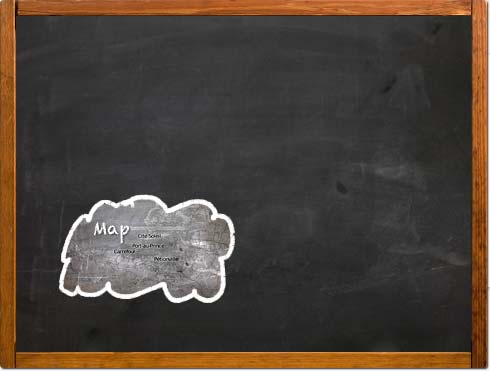 Map
Cité Soleil
Port-au-Prince
Carrefour
Pétionville